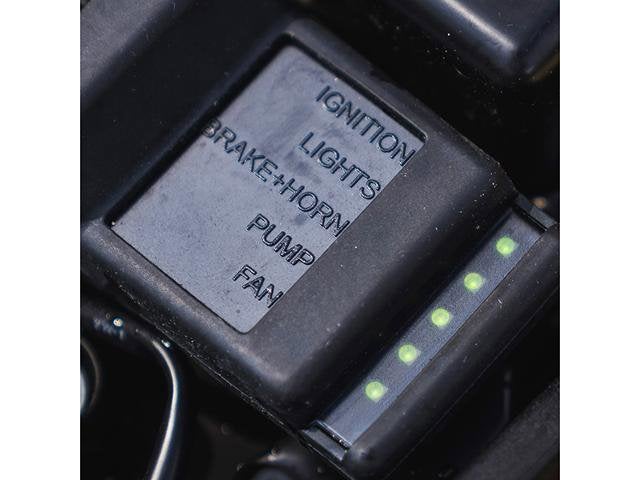 IGNITION
LIGHTS
BRAKE+HORN
PUMP
FAN